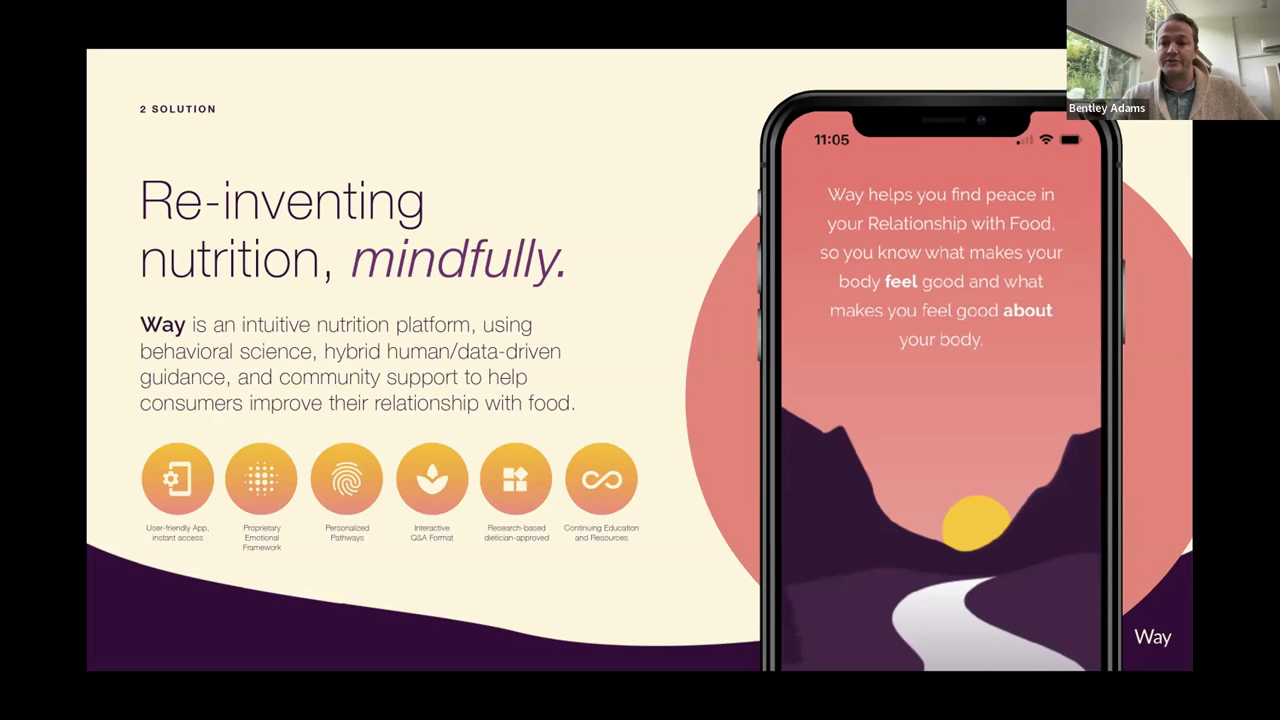 2 SOLUTION
Re-inventing
nutrition, mindfully.
Way is an intuitive nutrition platform, using
behavioral science, hybrid human/data-driven
guidance, and community support to help
consumers improve their relationship with food.
User-friendly App,
instant access
Proprietary
Emotional
Framework
Personalized
Pathways
Interactive
Q&A Format
Research-based
dietician-approved
Continuing Education
and Resources
11:05
Way helps you find peace in
your Relationship with Food,
so you know what makes your
body feel good and what
makes you feel good about
your body.
Way
Bentley Adams